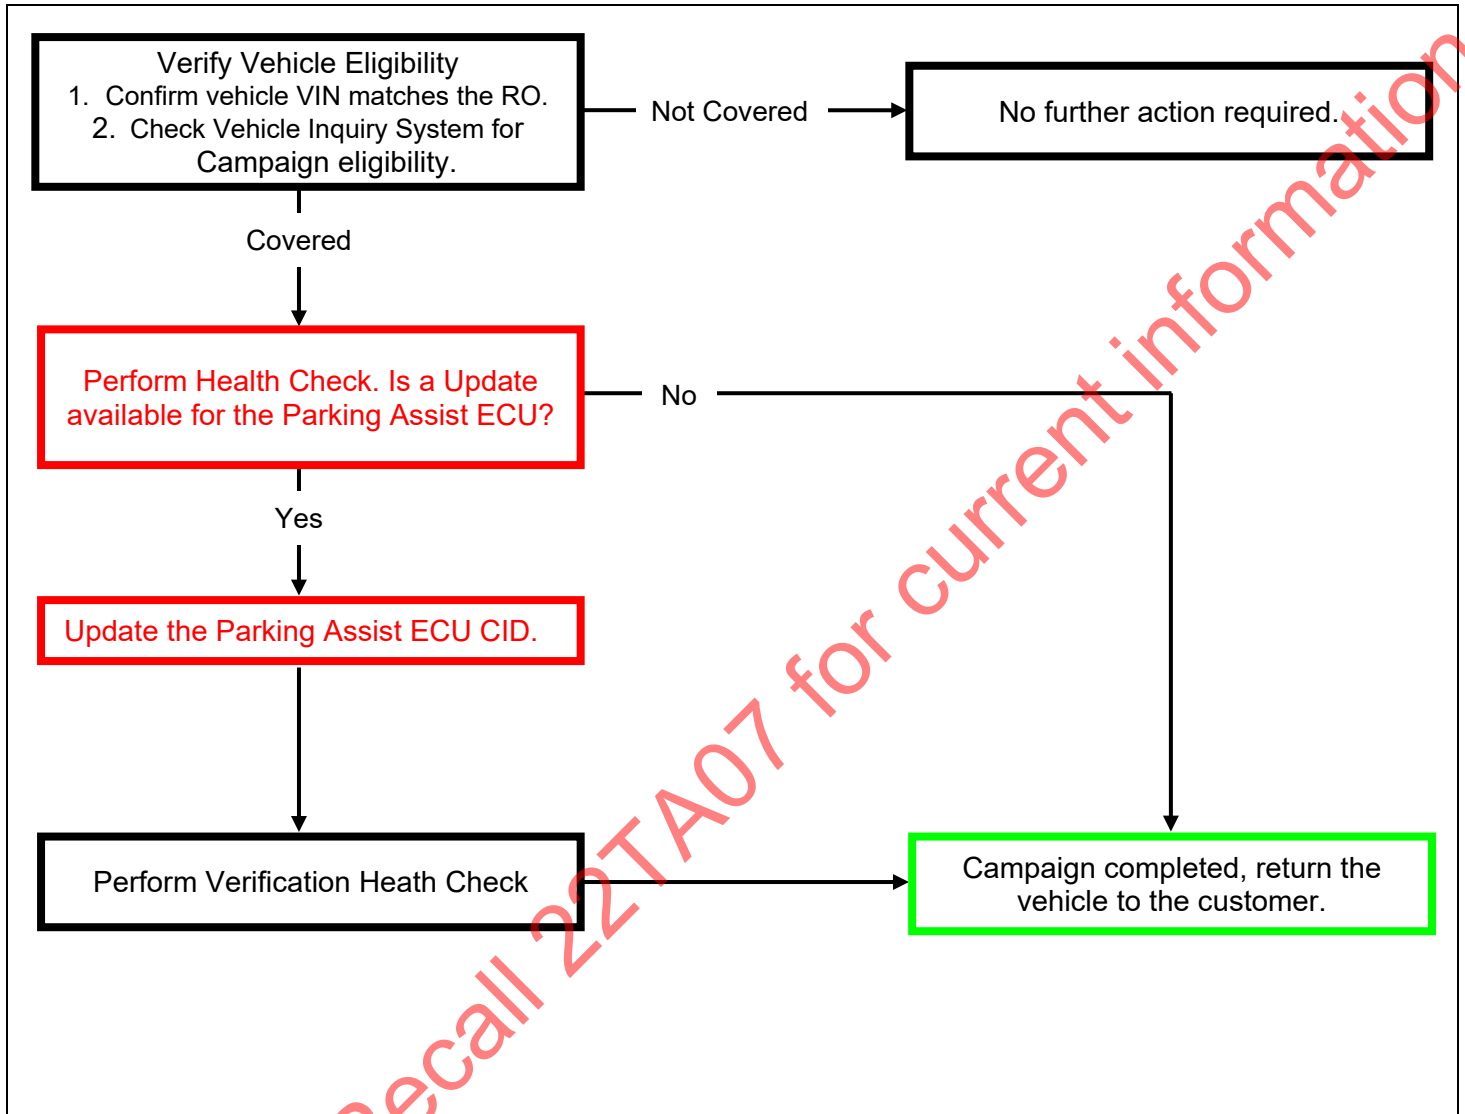 Verify Vehicle Eligibility
1. Confirm vehicle VIN matches the RO.
2. Check Vehicle Inquiry System for
Campaign eligibility.
Not Covered
No further action required.
Covered
Perform Health Check. Is a Update
available for the Parking Assist ECU?
No
Yes
Update the Parking Assist ECU CID.
Perform Verification Heath Check
Campaign completed, return the
vehicle to the customer.
Recall 22TA07 for current information